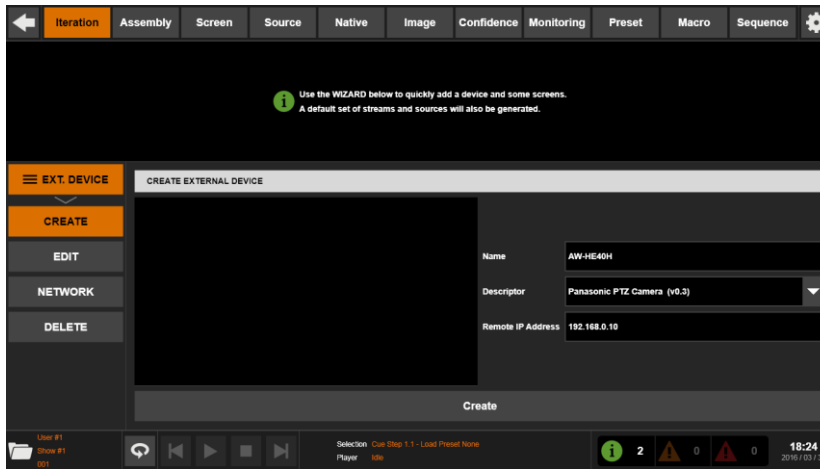 Iteration
Assembly
Screen
Source
Native
Image
Confidence
Monitoring
Preset
Macro
Sequence
Use the WIZARD below to quickly add a device and some screens.
A default set of streams and sources will also be generated.
EXT. DEVICE
CREATE
EDIT
NETWORK
DELETE
CREATE EXTERNAL DEVICE
Name AW-HE40H
Descriptor Panasonic PTZ Camera (v0.3)
Remote IP Address 192.168.0.10
Create
User #1
Show #1
001
Selection Cue Step 1.1 - Load Preset None
Player Idle
2
0
0
18:24
2016 / 03 /